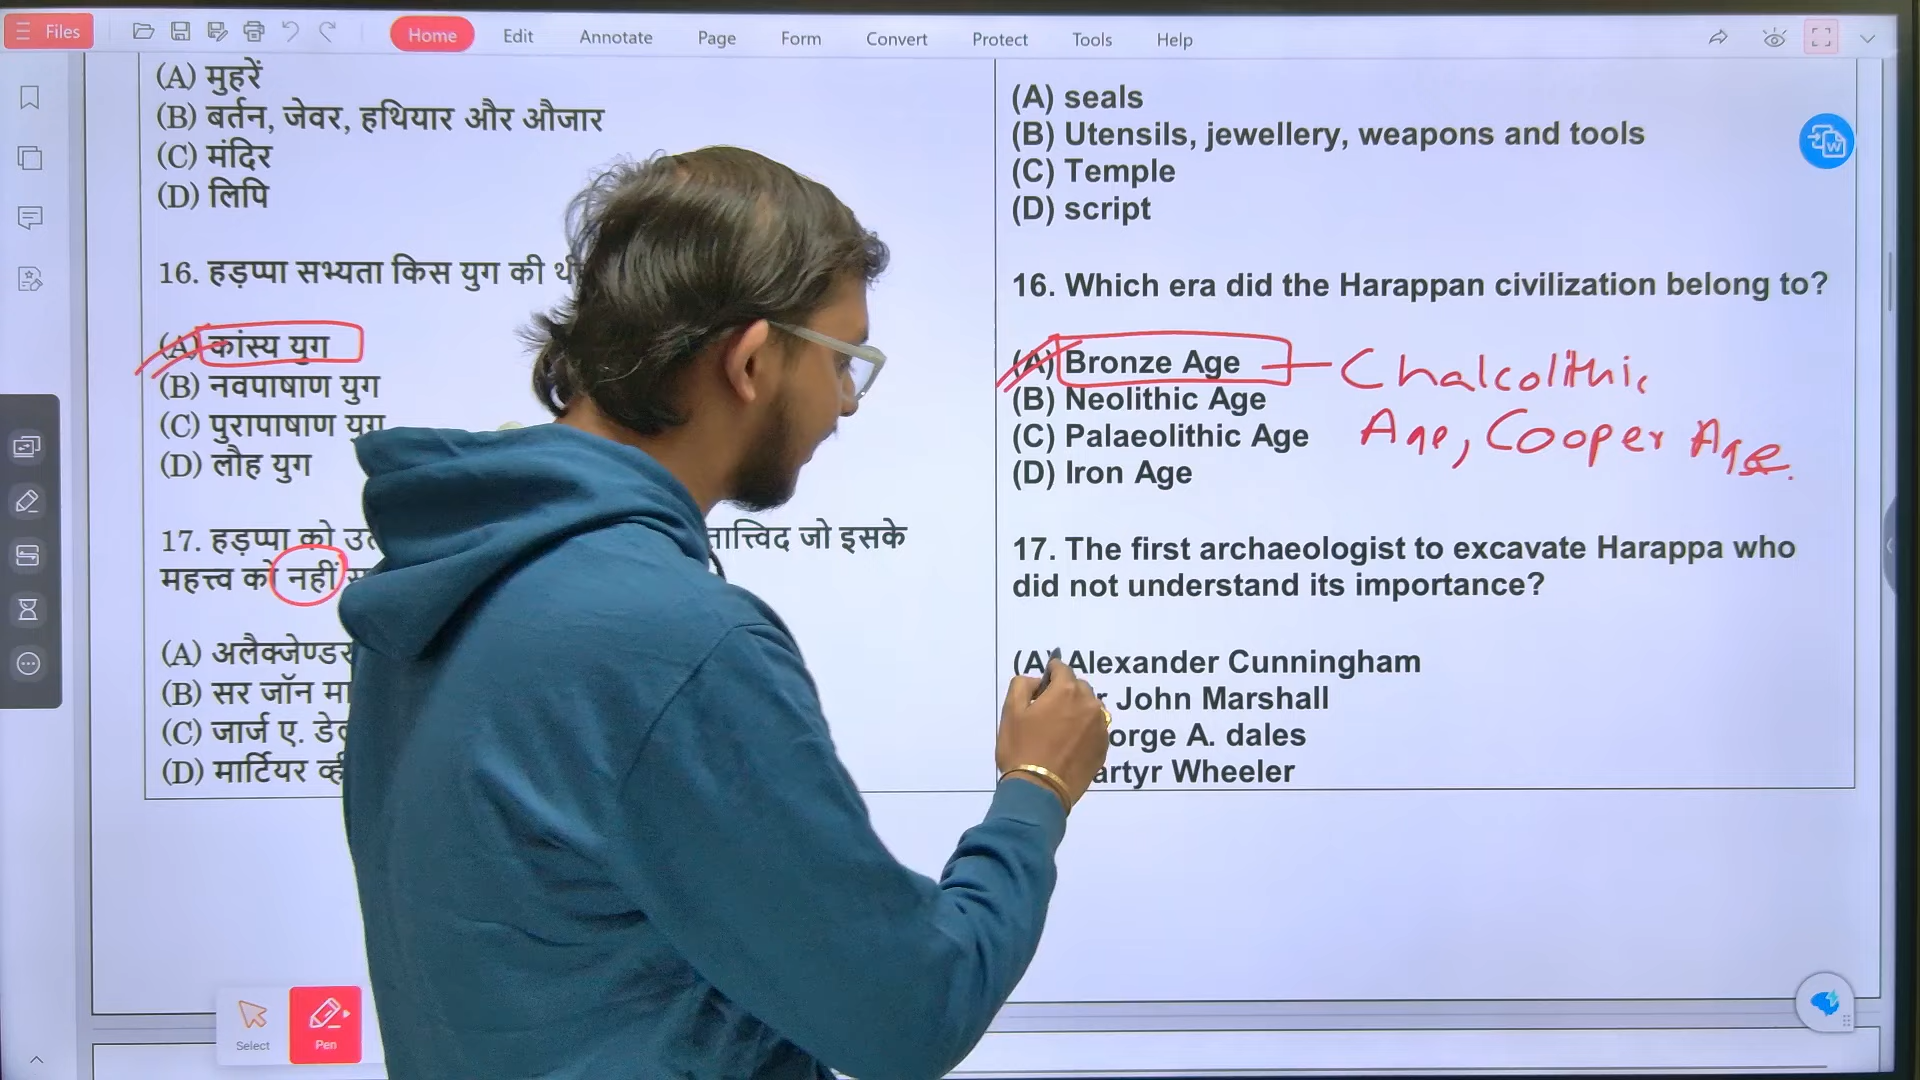 Files
Home
Edit
Annotate
Page
Form
Convert
Protect
Tools
Help
(A) मुहरें
(B) बर्तन, जेवर, हथियार और औजार
(C) मंदिर
(D) लिपि
16. हड़प्पा सभ्यता किस युग की
(A) कांस्य युग
(B) नवपाषाण युग
(C) पुरापाषाण युग
(D) लौह युग
17. हड़प्पा को जो इसके
महत्त्व को नहीं
(A)
(B) सर जॉन
(C) जार्ज ए.
(D) मार्टियर
(A) seals
(B) Utensils, jewellery, weapons and tools
(C) Temple
(D) script
16. Which era did the Harappan civilization belong to?
(A) Bronze Age
Chalcolithic
(B) Neolithic Age
(C) Palaeolithic Age
Age, Cooper Age.
(D) Iron Age
17. The first archaeologist to excavate Harappa who
did not understand its importance?
(A) Alexander Cunningham
John Marshall
A. dales
Wheeler
Select
Pen